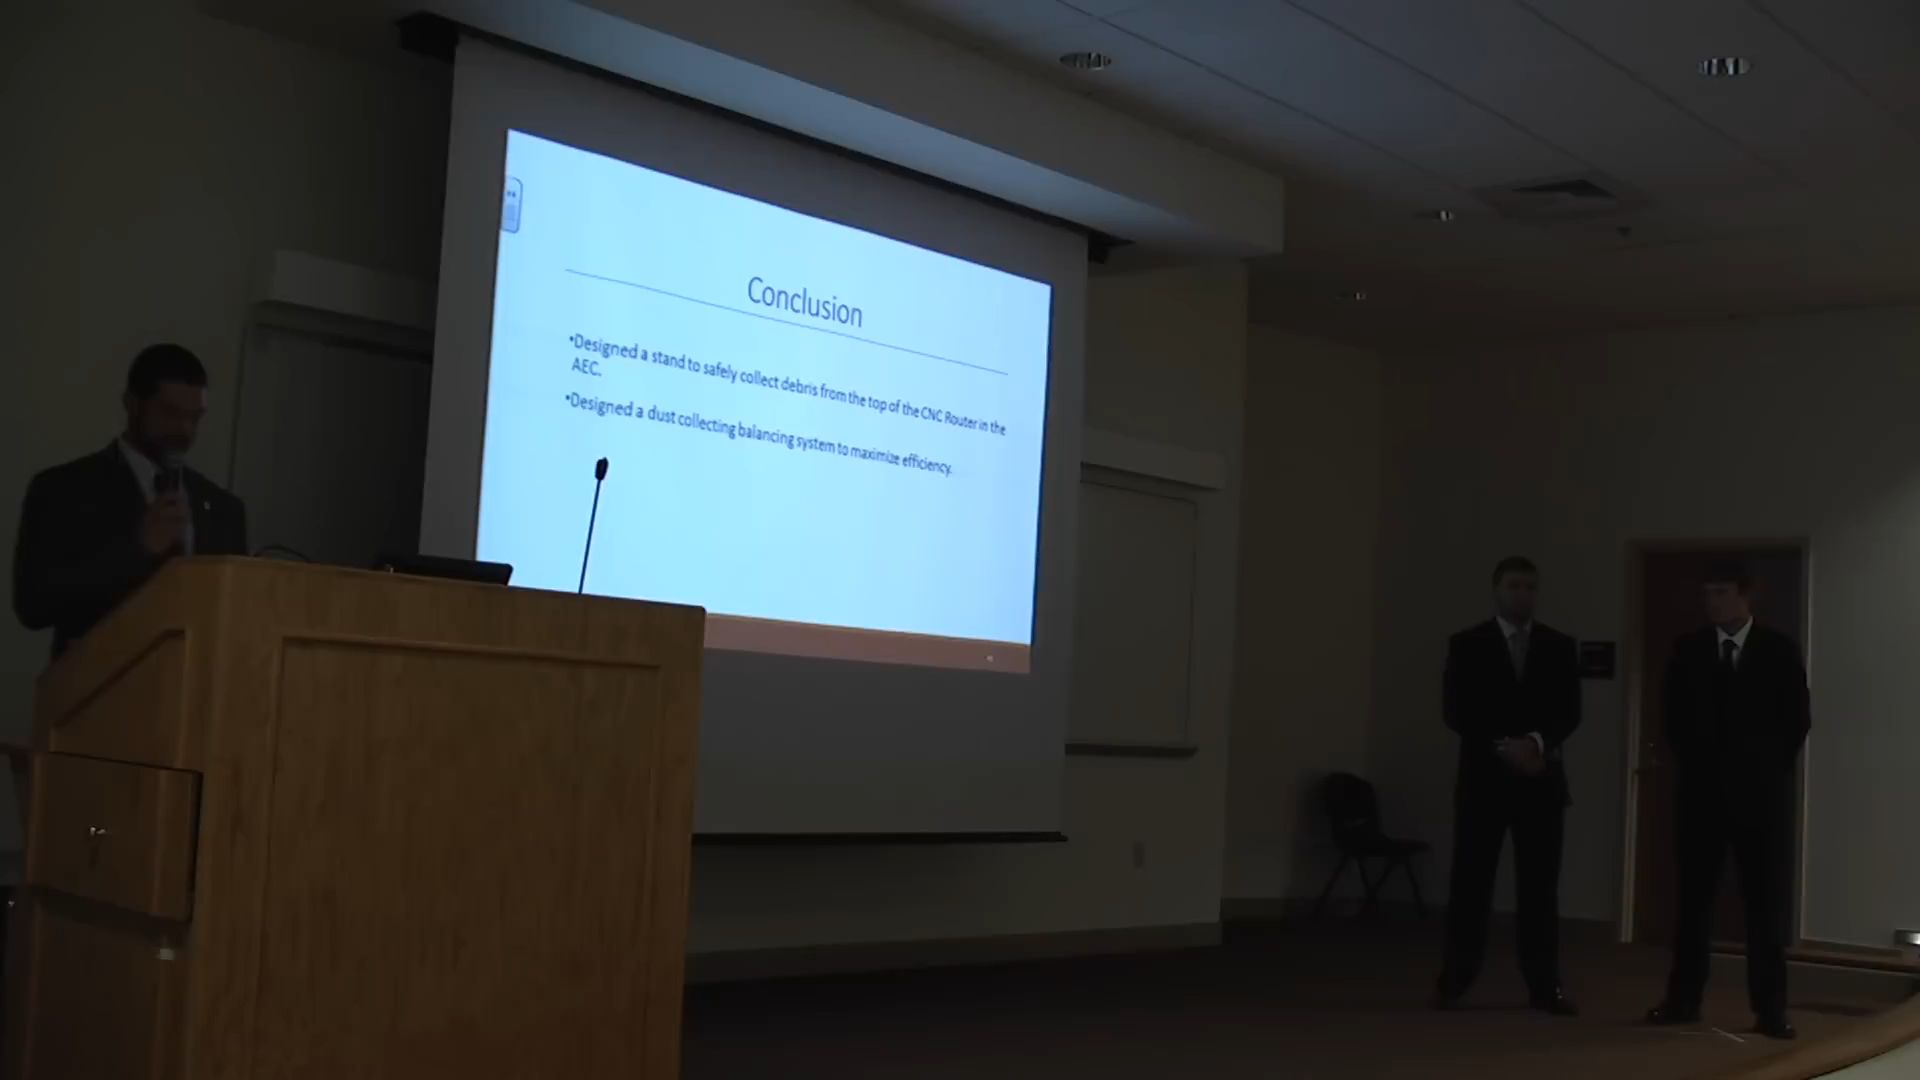 Conclusion
•Designed a stand to safely collect debris from the top of the CNC Router in the
AEC.
•Designed a dust collecting balancing system to maximize efficiency.